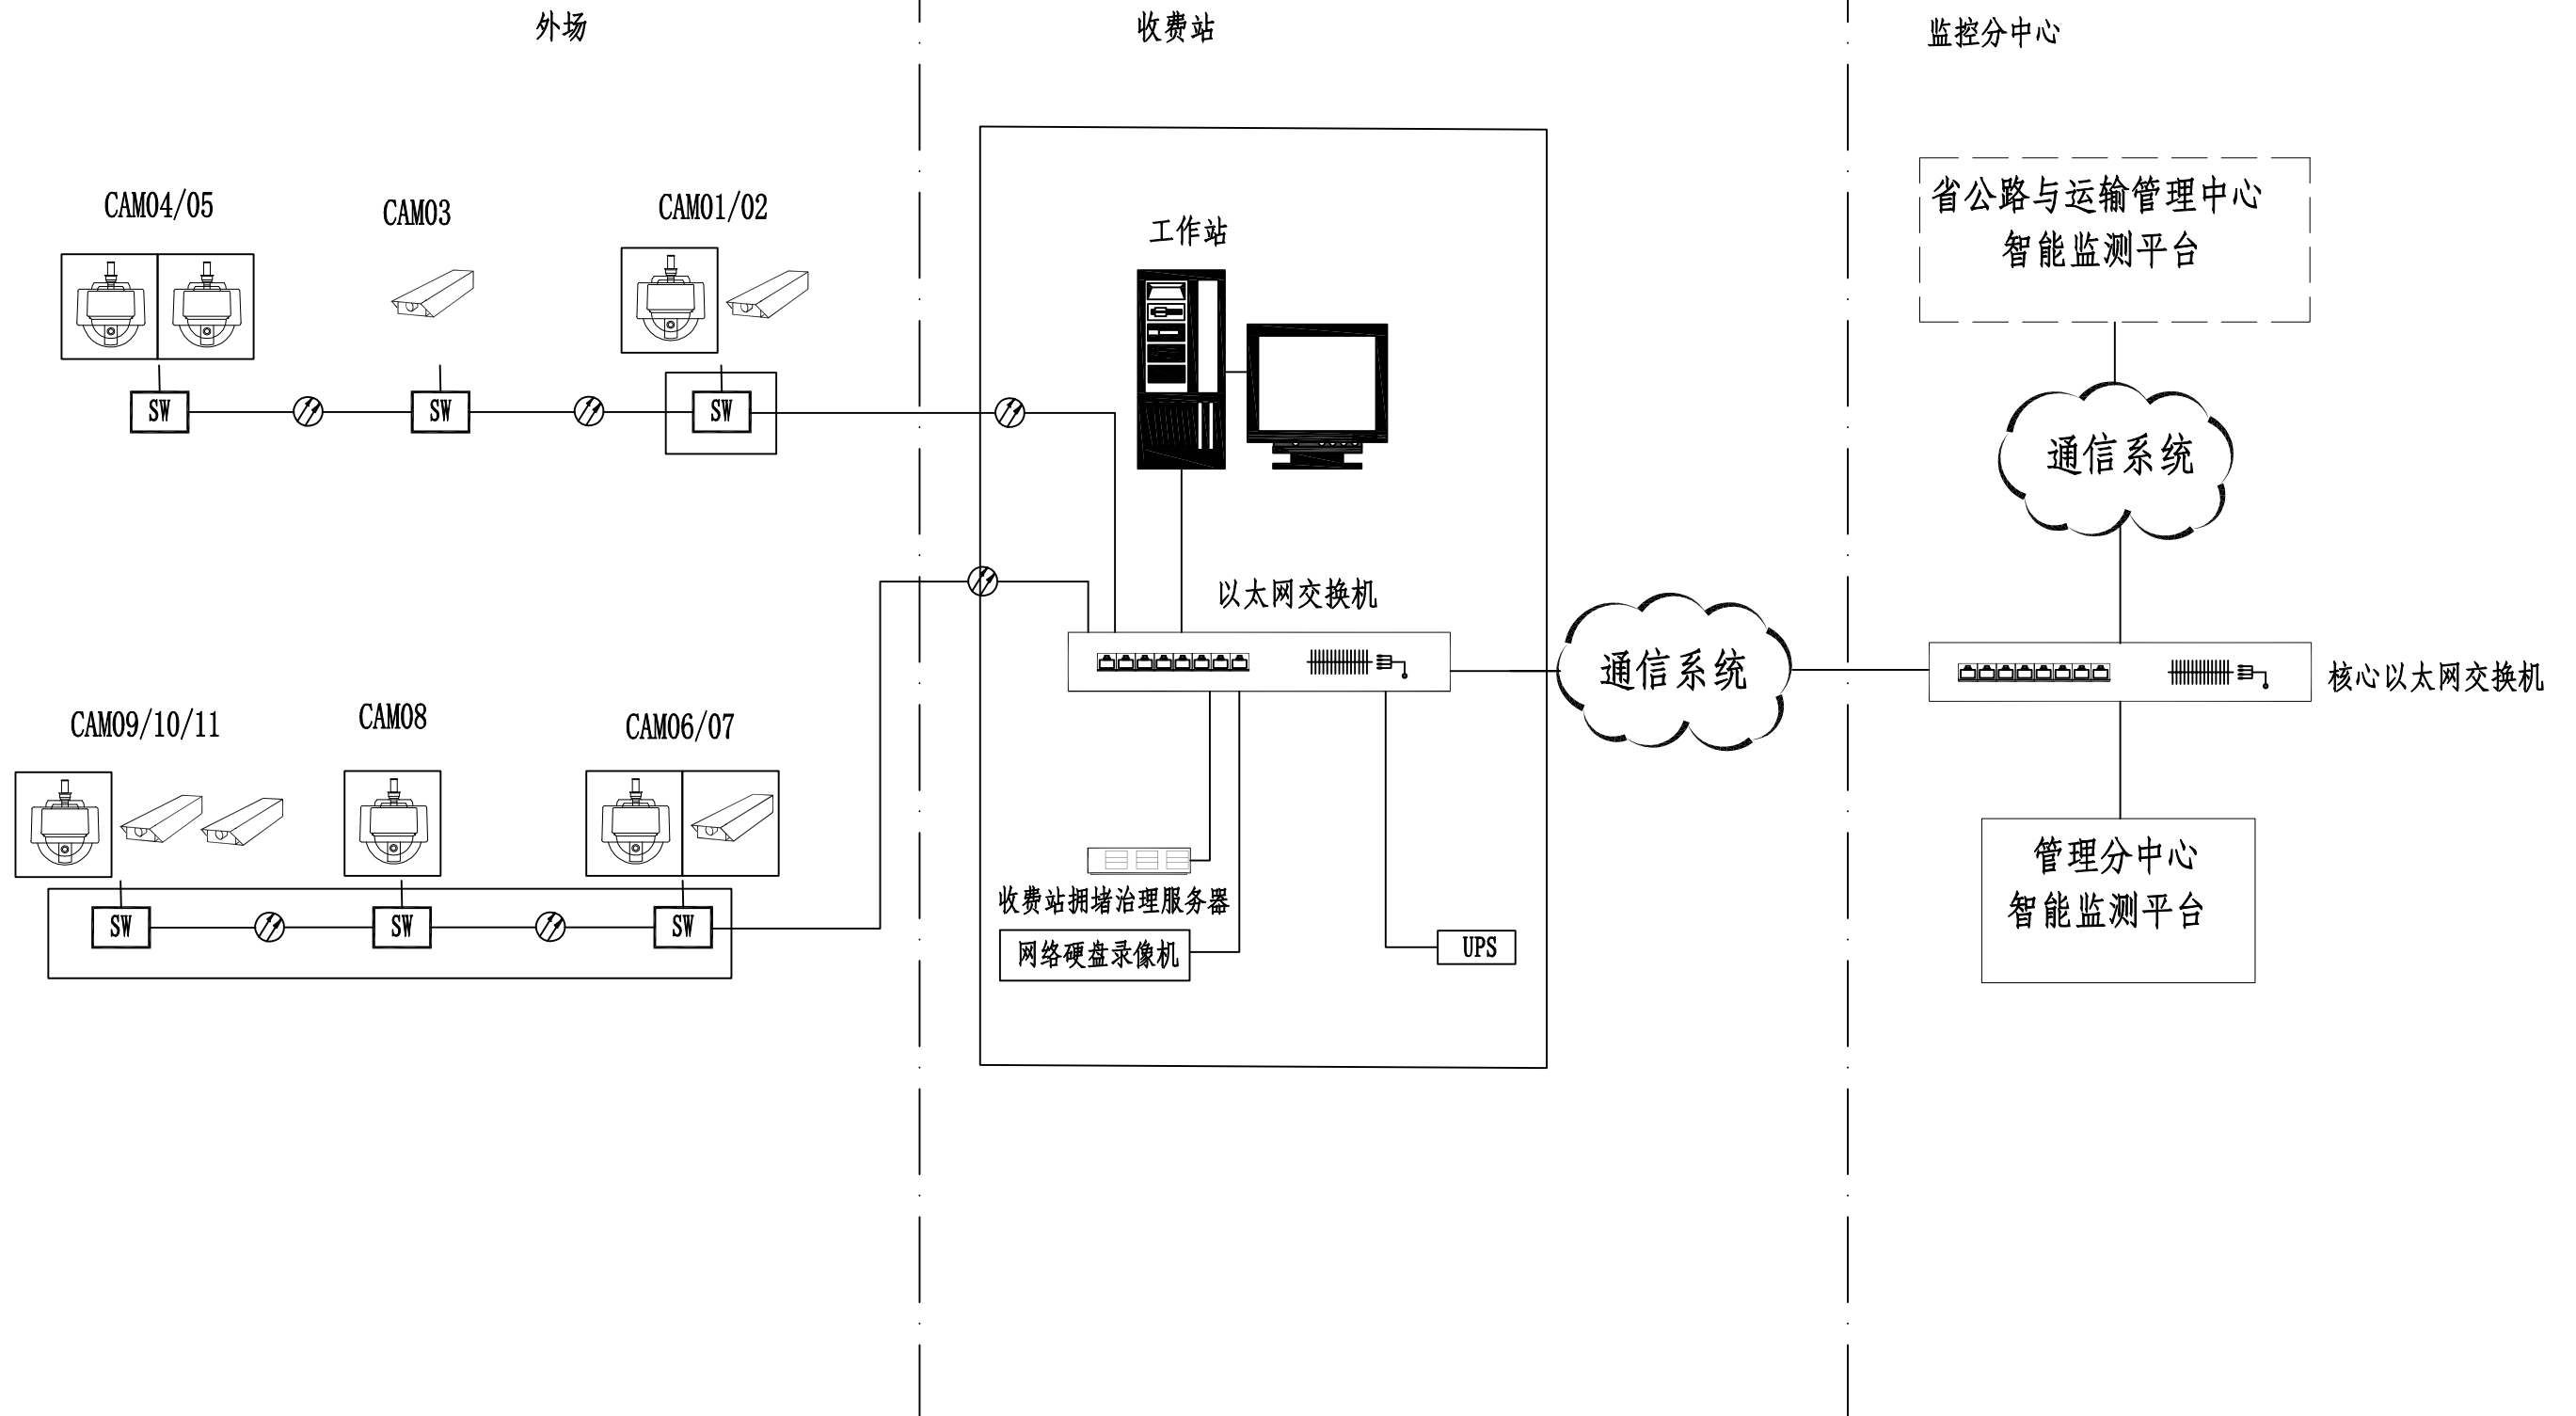 外场
收费站
监控分中心
CAM04/05
CAM03
CAM01/02
省公路与运输管理中心
智能监测平台
工作站
SW
SW
SW
通信系统
以太网交换机
通信系统
核心以太网交换机
CAM09/10/11
CAM08
CAM06/07
管理分中心
智能监测平台
收费站拥堵治理服务器
SW
SW
SW
网络硬盘录像机
UPS